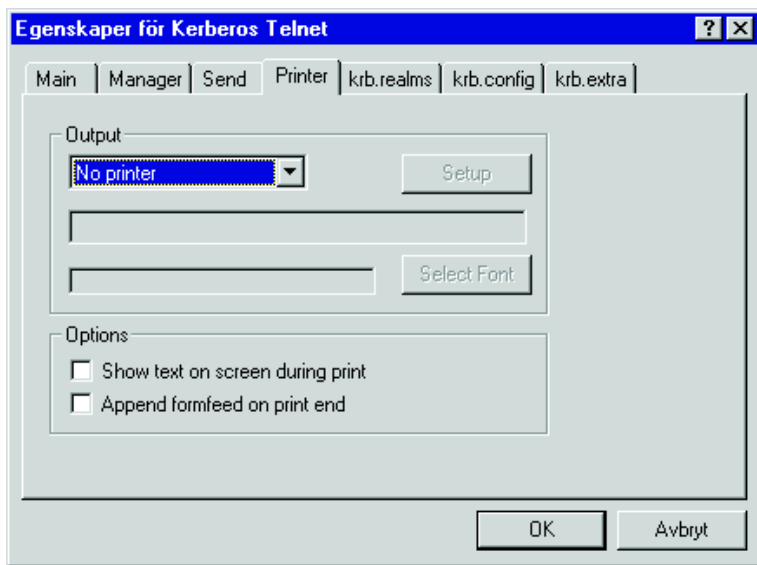 Egenskaper för Kerberos Telnet
Main Manager Send Printer krb.realms krb.config krb.extra
Output
No printer Setup
Select Font
Options
Show text on screen during print
Append formfeed on print end
OK Avbryt